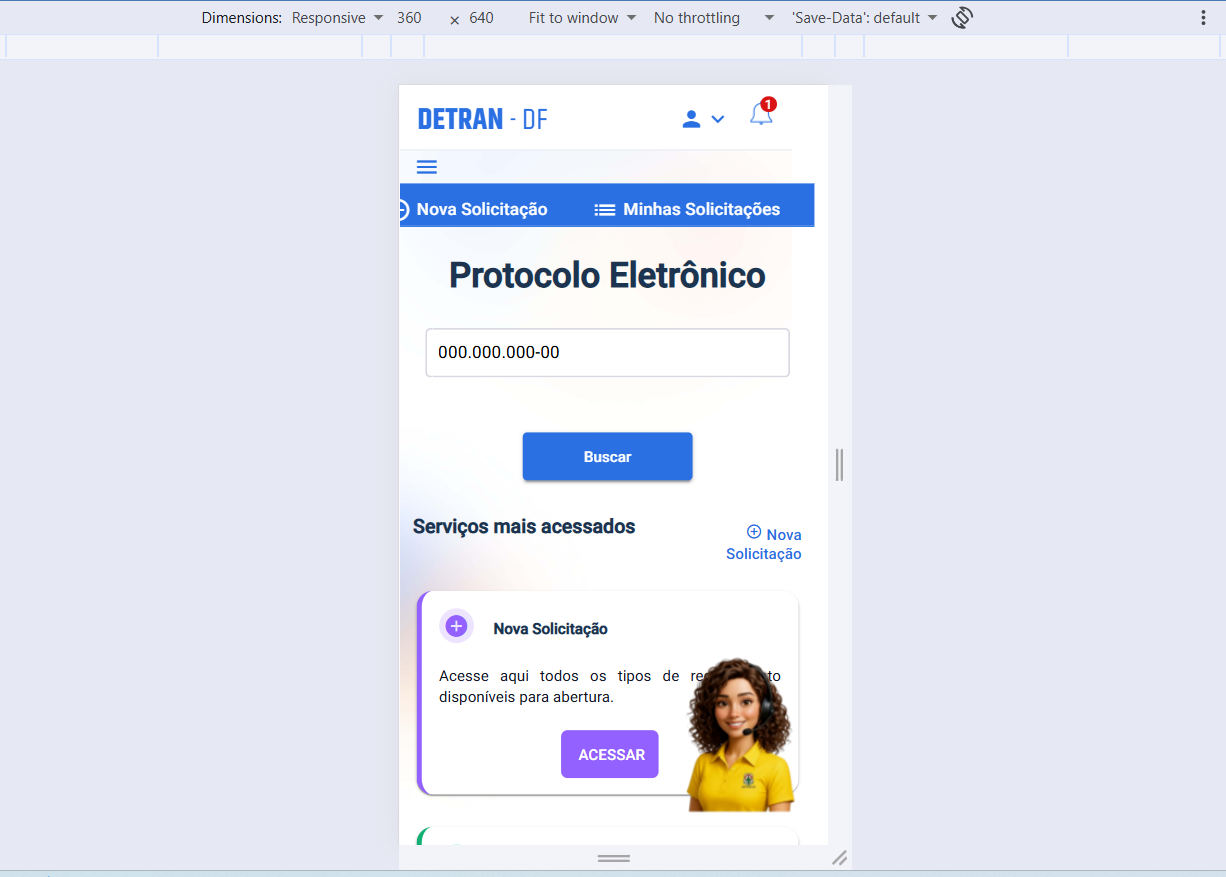 Dimensions: Responsive 360 × 640 Fit to window No throttling 'Save-Data': default
DETRAN - DF
1
Nova Solicitação Minhas Solicitações
Protocolo Eletrônico
000.000.000-00
Buscar
Serviços mais acessados
Nova
Solicitação
Nova Solicitação
Acesse aqui todos os tipos de
disponíveis para abertura.
ACESSAR